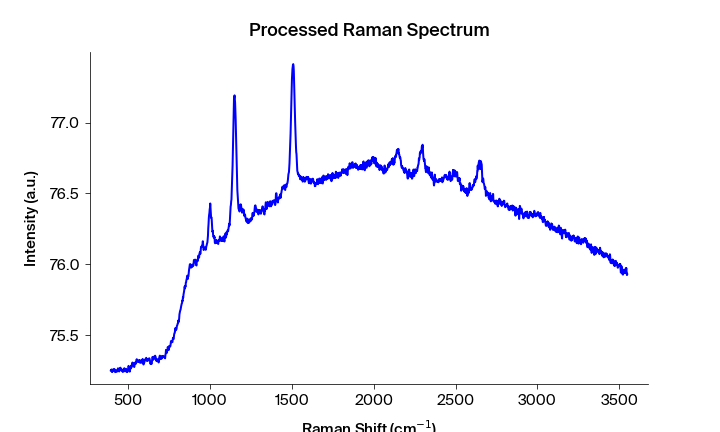 Processed Raman Spectrum
77.0
76.5
76.0
75.5
Intensity (a.u.)
500 1000 1500 2000 2500 3000 3500
Raman Shift (cm⁻¹)